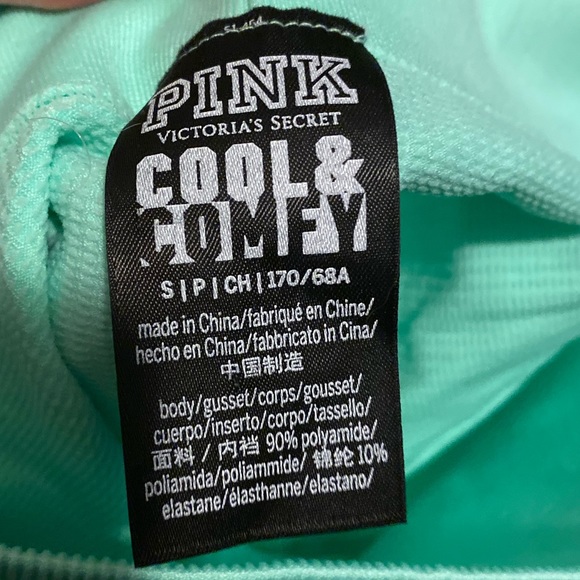 PINK
VICTORIA'S SECRET
COOL&
COMFY
S|P|CH|170/68A
made in China/fabriqué en Chine/
hecho en China/fabbricato in Cina/
中国制造
body/gusset/corps/gousset/
cuerpo/inserto/corpo/tassello/
面料 / 内裆 90% polyamide/
poliamida/poliammide/ 锦纶 10%
elastane/élasthanne/elastano/